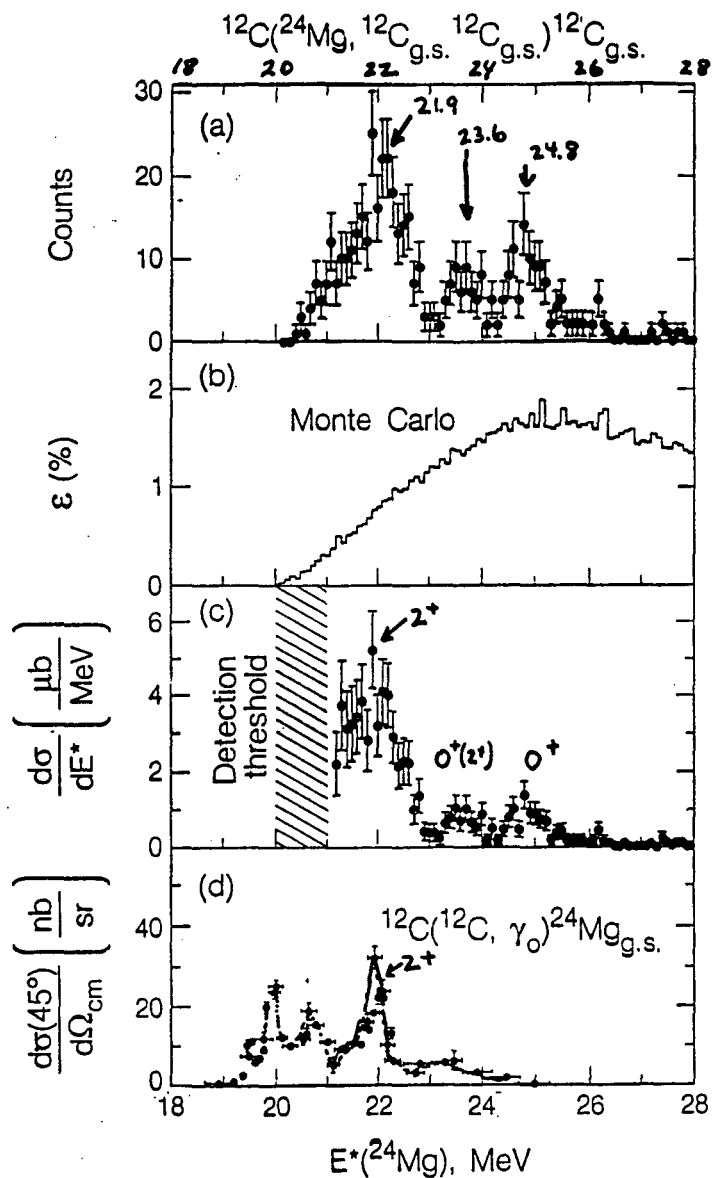 ¹²C(²⁴Mg, ¹²C g.s. ¹²C g.s.)¹²C g.s.
18 20 22 24 26 28
(a)
30
20
10
0
Counts
21.9
23.6
24.8
(b)
2
1
0
ε (%)
Monte Carlo
(c)
6
4
2
0
dσ/dE* [μb/MeV]
Detection
threshold
2⁺
0⁺(2⁺)
0⁺
(d)
40
20
0
dσ(45°)/dΩcm [nb/sr]
¹²C(¹²C, γ₀)²⁴Mg g.s.
2⁺
18 20 22 24 26 28
E*(²⁴Mg), MeV